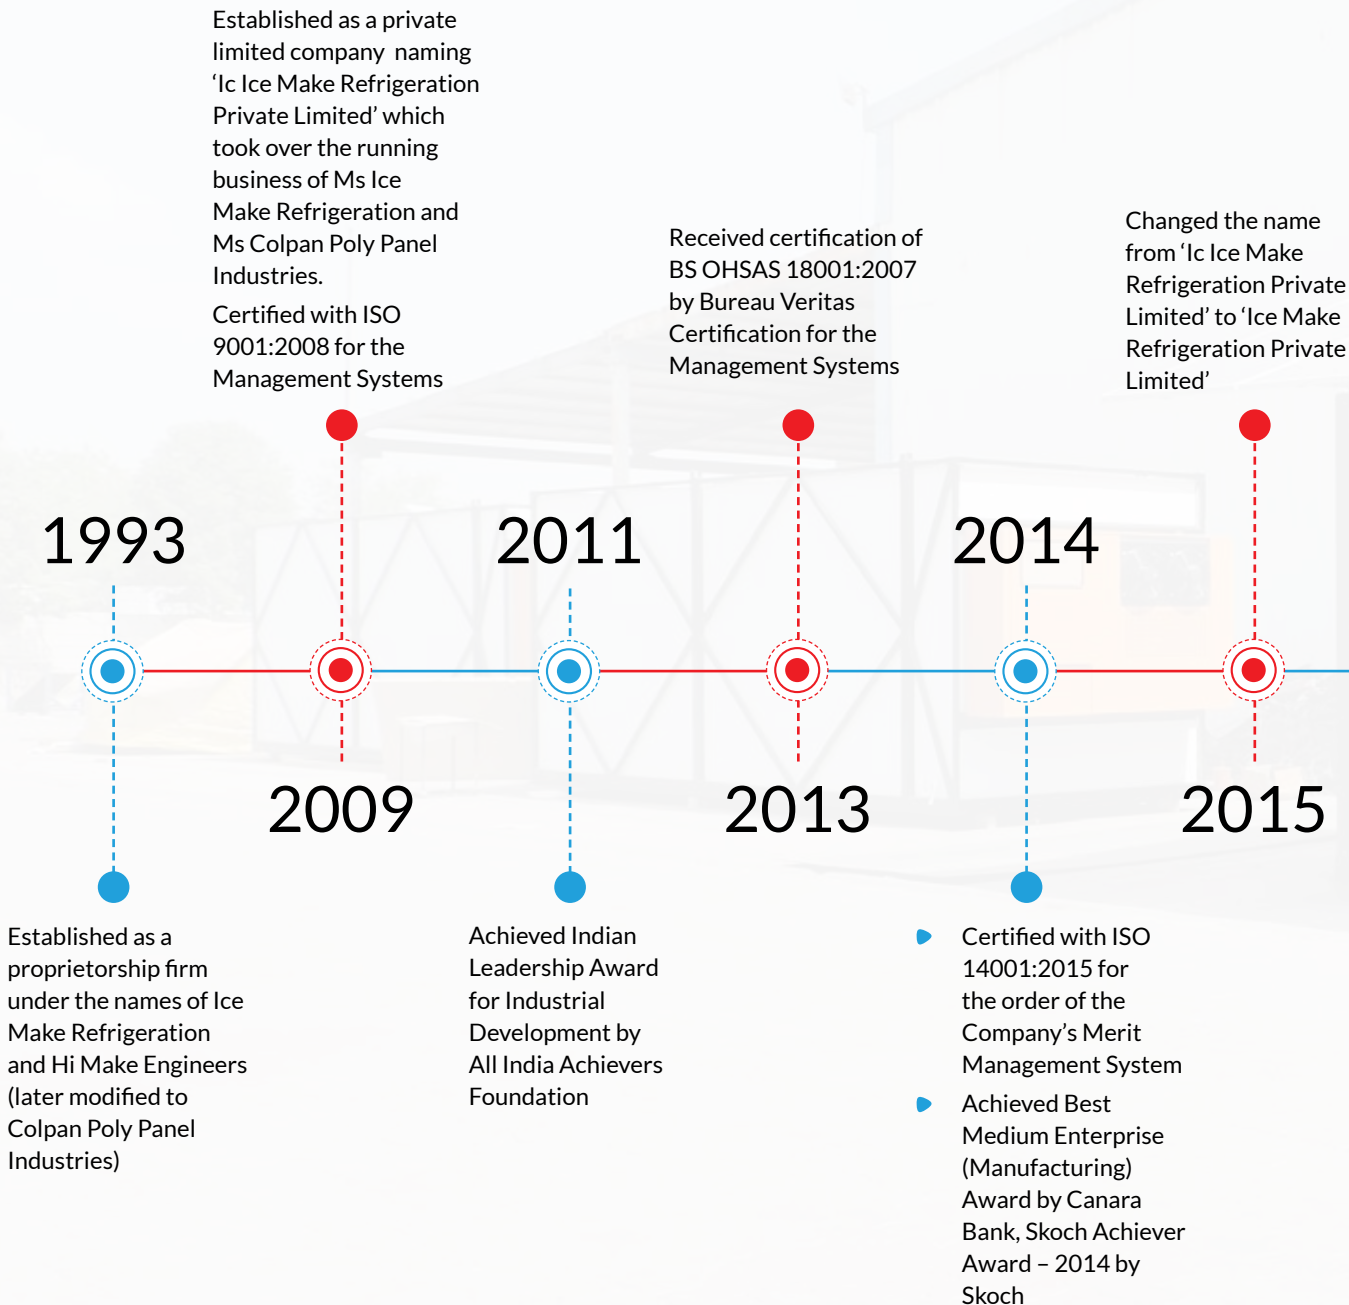 1993
Established as a
proprietorship firm
under the names of Ice
Make Refrigeration
and Hi Make Engineers
(later modified to
Colpan Poly Panel
Industries)
Established as a private
limited company naming
‘Ic Ice Make Refrigeration
Private Limited’ which
took over the running
business of Ms Ice
Make Refrigeration and
Ms Colpan Poly Panel
Industries.
Certified with ISO
9001:2008 for the
Management Systems
2009
2011
Achieved Indian
Leadership Award
for Industrial
Development by
All India Achievers
Foundation
Received certification of
BS OHSAS 18001:2007
by Bureau Veritas
Certification for the
Management Systems
2013
2014
Certified with ISO
14001:2015 for
the order of the
Company’s Merit
Management System
Achieved Best
Medium Enterprise
(Manufacturing)
Award by Canara
Bank, Skoch Achiever
Award – 2014 by
Skoch
Changed the name
from ‘Ic Ice Make
Refrigeration Private
Limited’ to ‘Ice Make
Refrigeration Private
Limited’
2015